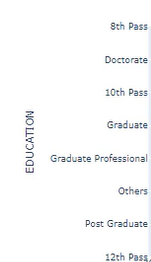 8th Pass
Doctorate
10th Pass
Graduate
EDUCATION
Graduate Professional
Others
Post Graduate
12th Pass